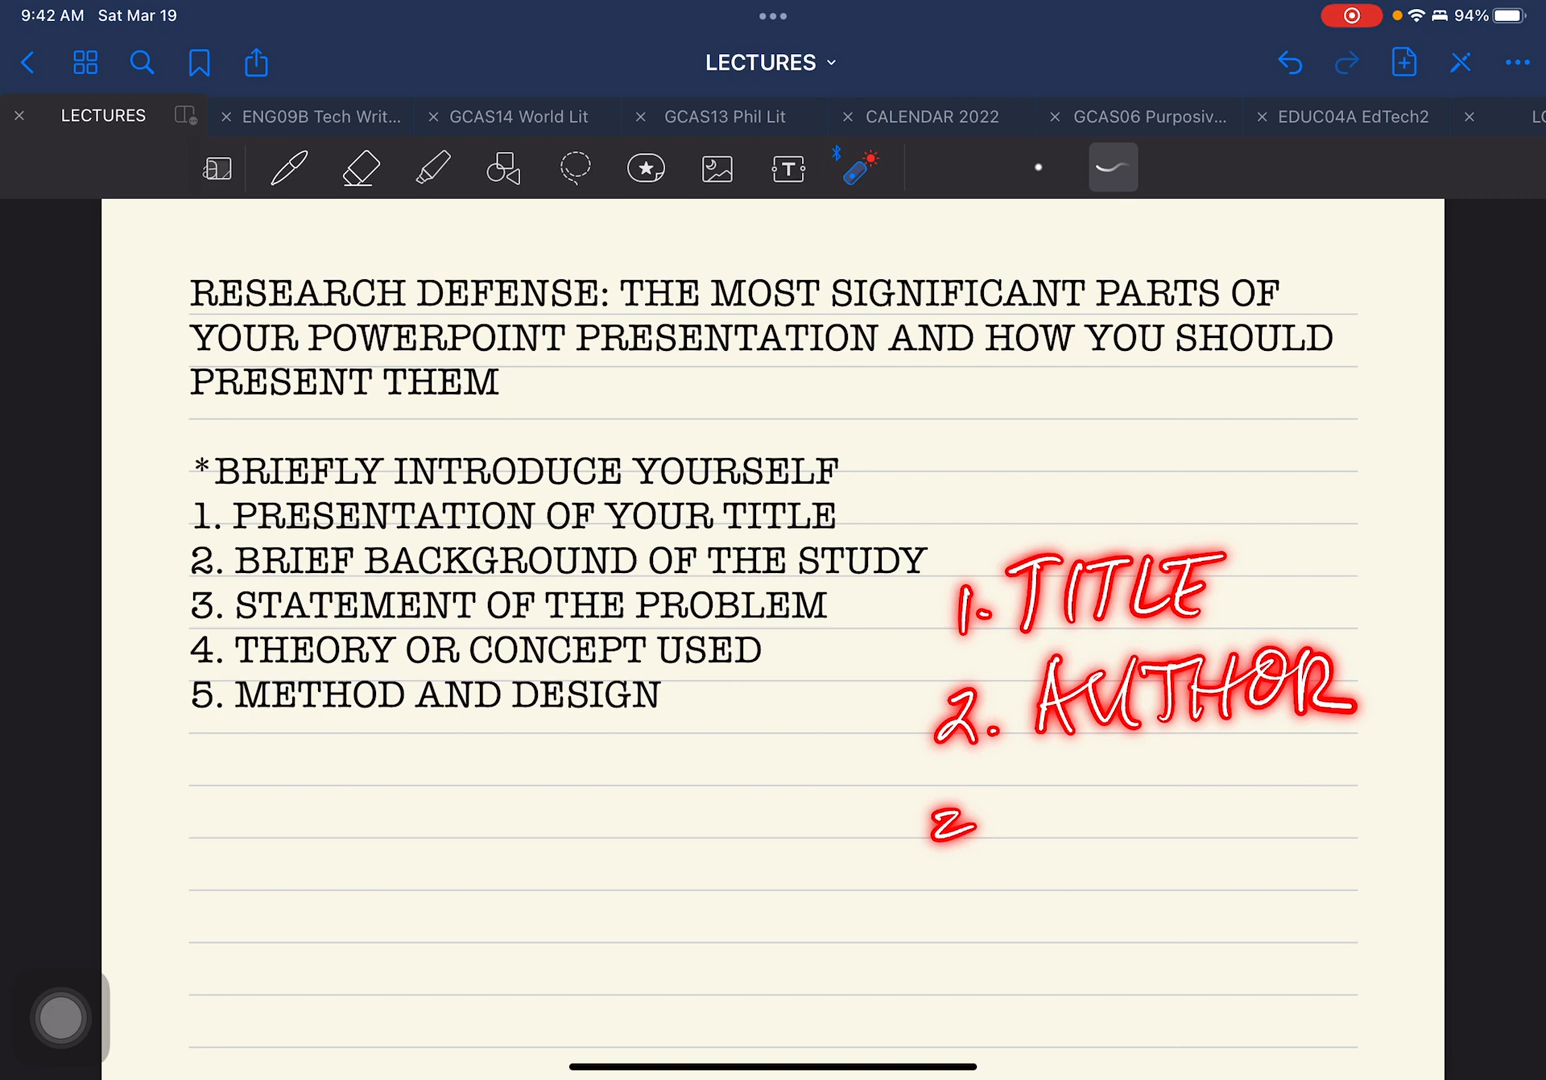 9:42 AM Sat Mar 19
94%
LECTURES
LECTURES
ENG09B Tech Writ...
GCAS14 World Lit
GCAS13 Phil Lit
CALENDAR 2022
GCAS06 Purposiv...
EDUC04A EdTech2
LC
RESEARCH DEFENSE: THE MOST SIGNIFICANT PARTS OF
YOUR POWERPOINT PRESENTATION AND HOW YOU SHOULD
PRESENT THEM
*BRIEFLY INTRODUCE YOURSELF
1. PRESENTATION OF YOUR TITLE
2. BRIEF BACKGROUND OF THE STUDY
3. STATEMENT OF THE PROBLEM
4. THEORY OR CONCEPT USED
5. METHOD AND DESIGN
1. TITLE
2. AUTHOR